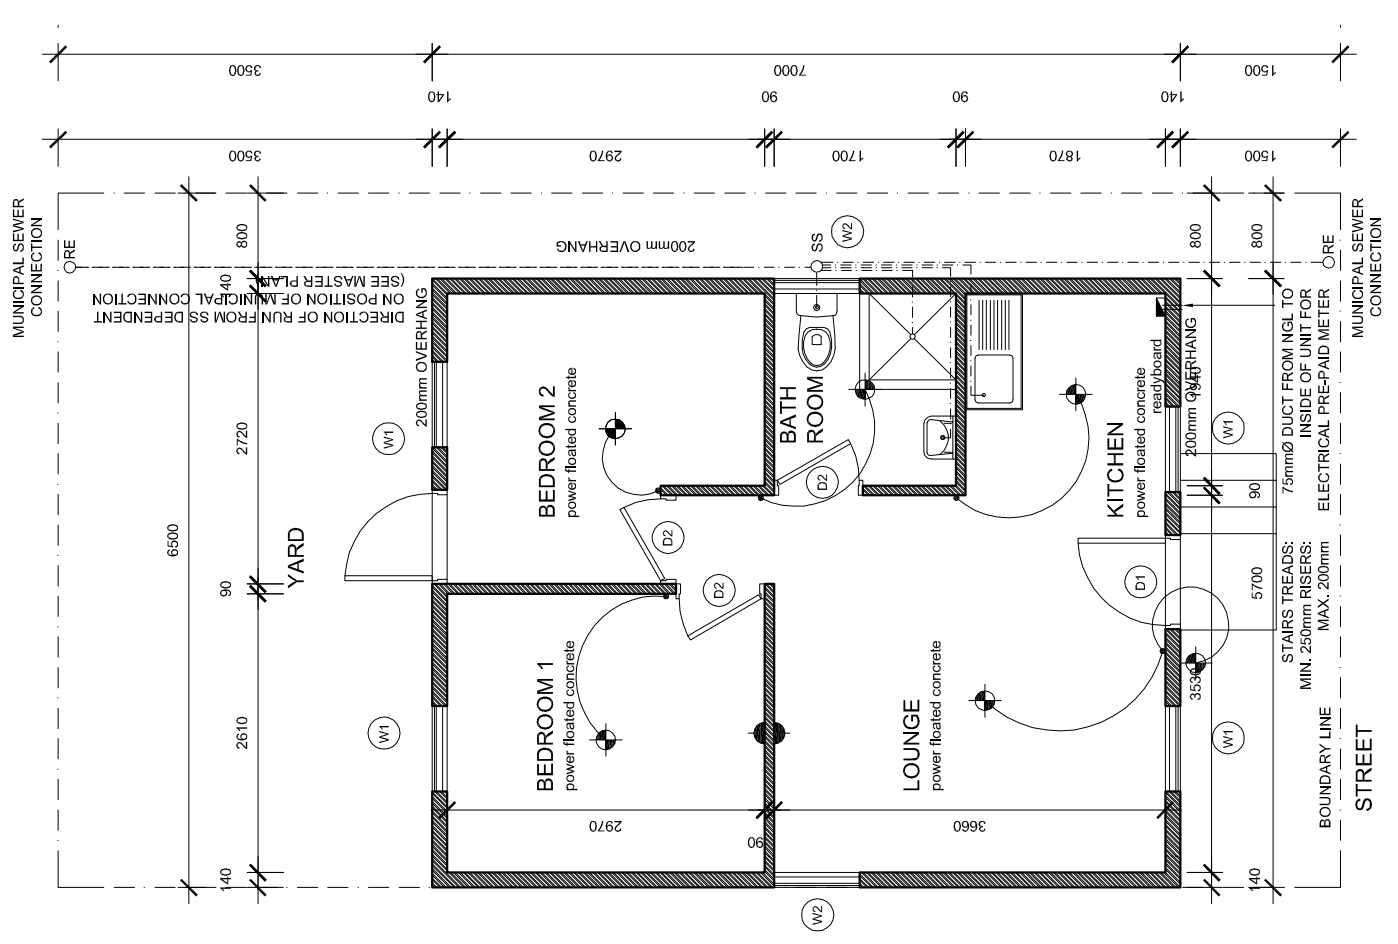 3500
7000
1500
140
90
90
140
3500
2970
1700
1870
1500
MUNICIPAL SEWER
CONNECTION
RE
800
140
2720
6500
90
2610
140
YARD
200mm OVERHANG
DIRECTION OF RUN FROM SS DEPENDENT
ON POSITION OF MUNICIPAL CONNECTION
(SEE MASTER PLAN
200mm OVERHANG
SS
W2
W1
W1
BEDROOM 2
power floated concrete
BATH
ROOM
D2
D2
D2
KITCHEN
power floated concrete
readyboard
D1
BEDROOM 1
power floated concrete
LOUNGE
power floated concrete
2970
90
3660
W2
800
800
RE
MUNICIPAL SEWER
CONNECTION
200mm OVERHANG
1940
W1
90
75mmØ DUCT FROM NGL TO
INSIDE OF UNIT FOR
ELECTRICAL PRE-PAID METER
5700
STAIRS TREADS:
MIN. 250mm RISERS:
MAX. 200mm
3530
W1
140
BOUNDARY LINE
STREET